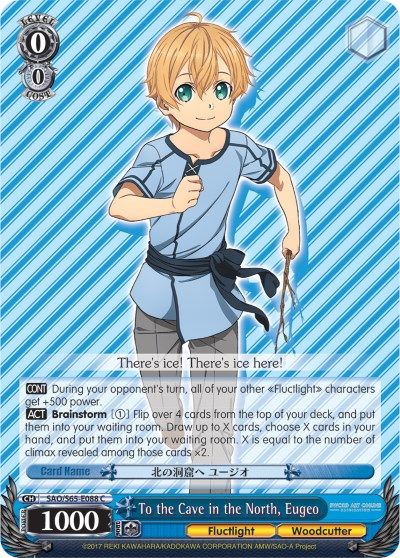 LEVEL
0
0
COST
There's ice! There's ice here!
CONT During your opponent's turn, all of your other «Fluctlight» characters
get +500 power.
ACT Brainstorm [①] Flip over 4 cards from the top of your deck, and put
them into your waiting room. Draw up to X cards, choose X cards in your
hand, and put them into your waiting room. X is equal to the number of
climax revealed among those cards ×2.
Card Name 北の洞窟へ ユージオ
CH SAO/S65-E088 C
To the Cave in the North, Eugeo
SWORD ART ONLINE
POWER 1000
Fluctlight Woodcutter
©2017 REKI KAWAHARA/KADOKAWA CORPORATION AMW/SAO-A Project